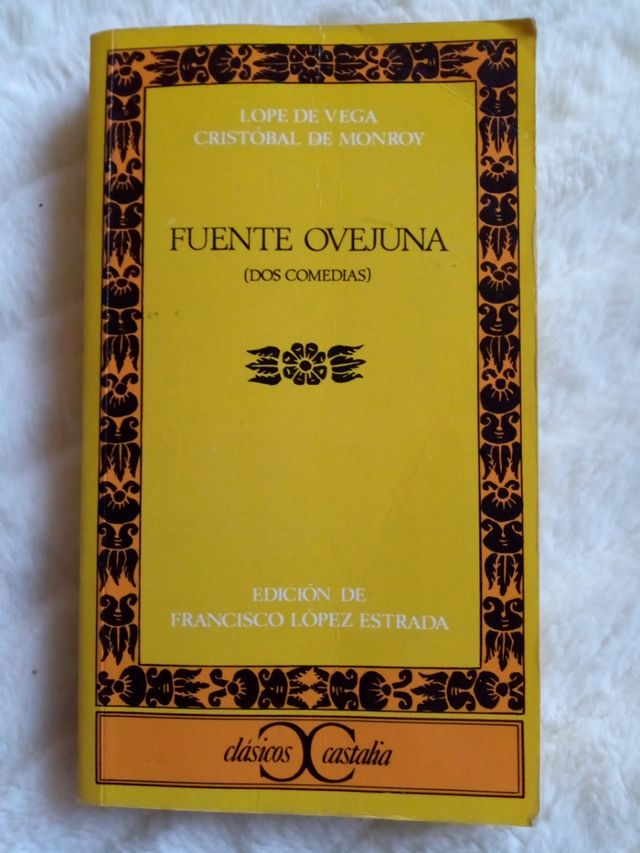 LOPE DE VEGA
CRISTÓBAL DE MONROY
FUENTE OVEJUNA
(DOS COMEDIAS)
EDICIÓN DE
FRANCISCO LÓPEZ ESTRADA
clásicos castalia